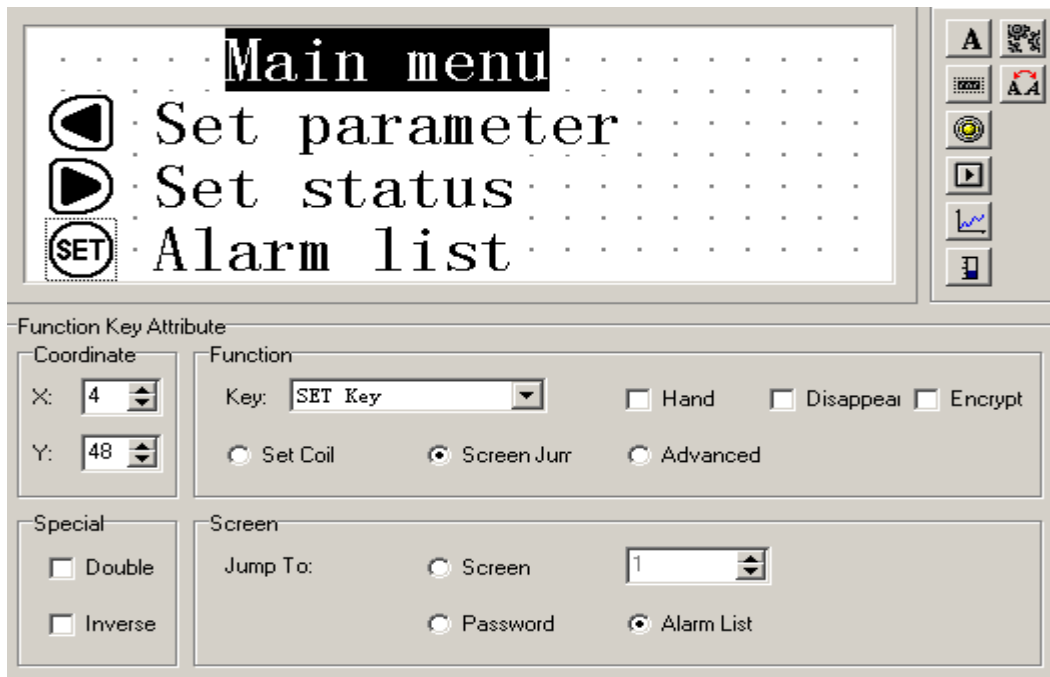 Main menu
Set parameter
Set status
SET Alarm list
A
A A
Function Key Attribute
Coordinate
X: 4
Y: 48
Function
Key: SET Key Hand Disappear Encrypt
Set Coil Screen Jum Advanced
Special
Double
Inverse
Screen
Jump To: Screen 1
Password Alarm List